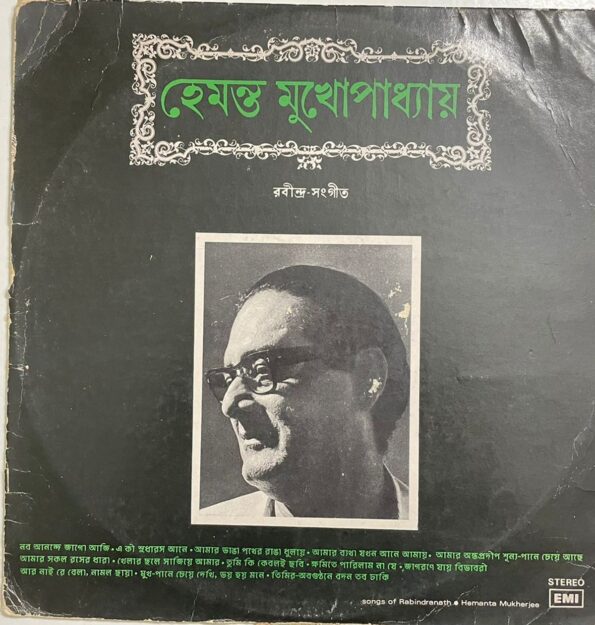 হেমন্ত মুখোপাধ্যায়
রবীন্দ্র-সংগীত
নব আনন্দে জাগো আজি • এ কী সুধারস আনে • আমার ভাঙা পথের রাঙা ধুলায় • আমার ব্যথা যখন আনে আমায় • আমার অন্ধপ্রদীপ শূন্য-পানে চেয়ে আছে
আমার সকল রসের ধারা • খেলার ছলে সাজিয়ে আমার • তুমি কি কেবলই ছবি • ক্ষমিতে পারিলাম না যে • জাগরণে যায় বিভাবরী
আর নাই রে বেলা, নামল ছায়া • মুখ-পানে চেয়ে দেখি, ভয় হয় মনে • তিমির-অবগুণ্ঠনে বদন তব ঢাকি
STEREO
EMI
songs of Rabindranath • Hemanta Mukherjee